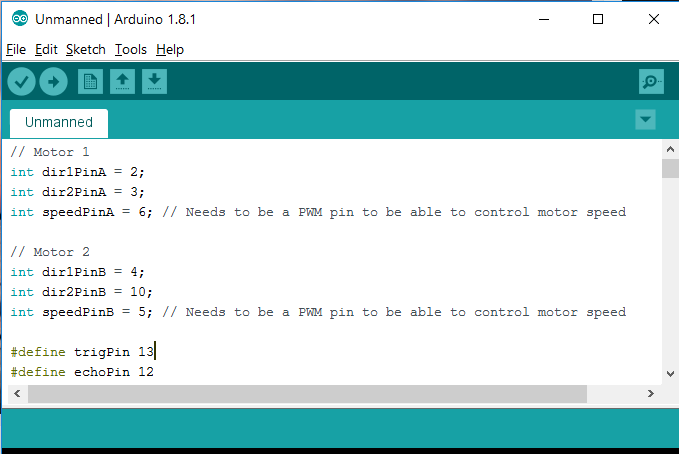 Unmanned | Arduino 1.8.1
File Edit Sketch Tools Help
Unmanned
// Motor 1
int dir1PinA = 2;
int dir2PinA = 3;
int speedPinA = 6; // Needs to be a PWM pin to be able to control motor speed
// Motor 2
int dir1PinB = 4;
int dir2PinB = 10;
int speedPinB = 5; // Needs to be a PWM pin to be able to control motor speed
#define trigPin 13
#define echoPin 12